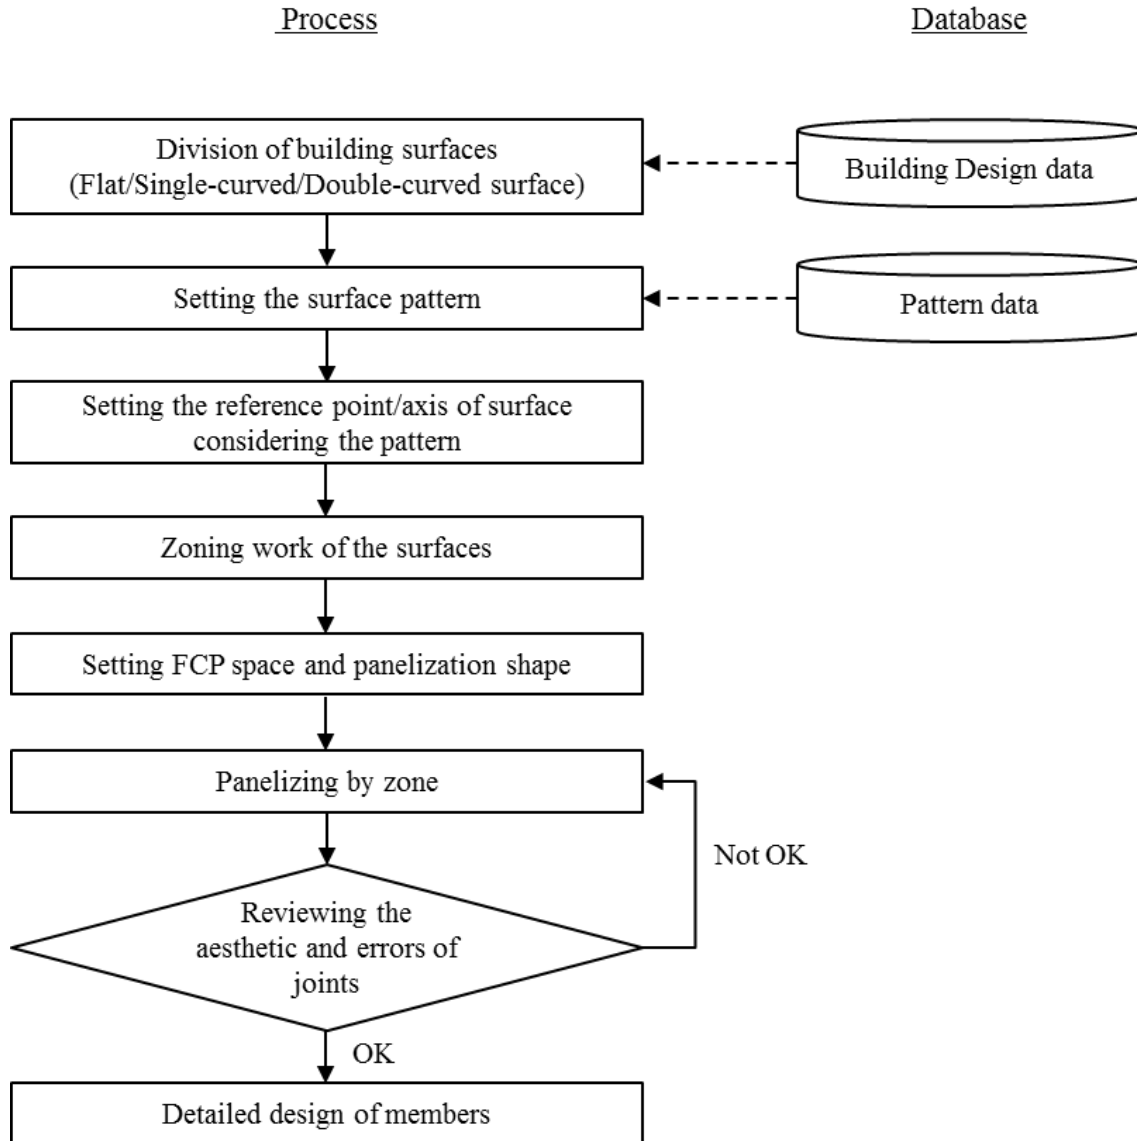 Process
Database
Division of building surfaces
(Flat/Single-curved/Double-curved surface)
Building Design data
Setting the surface pattern
Pattern data
Setting the reference point/axis of surface
considering the pattern
Zoning work of the surfaces
Setting FCP space and panelization shape
Panelizing by zone
Not OK
Reviewing the
aesthetic and errors of
joints
OK
Detailed design of members